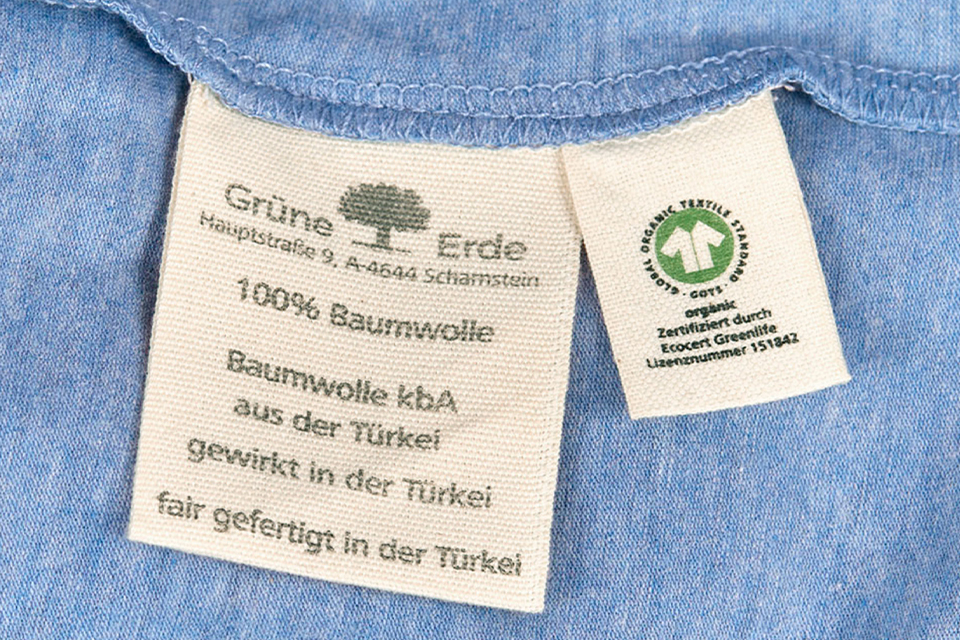 Grüne Erde
Hauptstraße 9, A-4644 Scharnstein
100% Baumwolle
Baumwolle kbA
aus der Türkei
gewirkt in der Türkei
fair gefertigt in der Türkei
GLOBAL ORGANIC TEXTILE STANDARD
· GOTS ·
organic
Zertifiziert durch
Ecocert Greenlife
Lizenznummer 151842